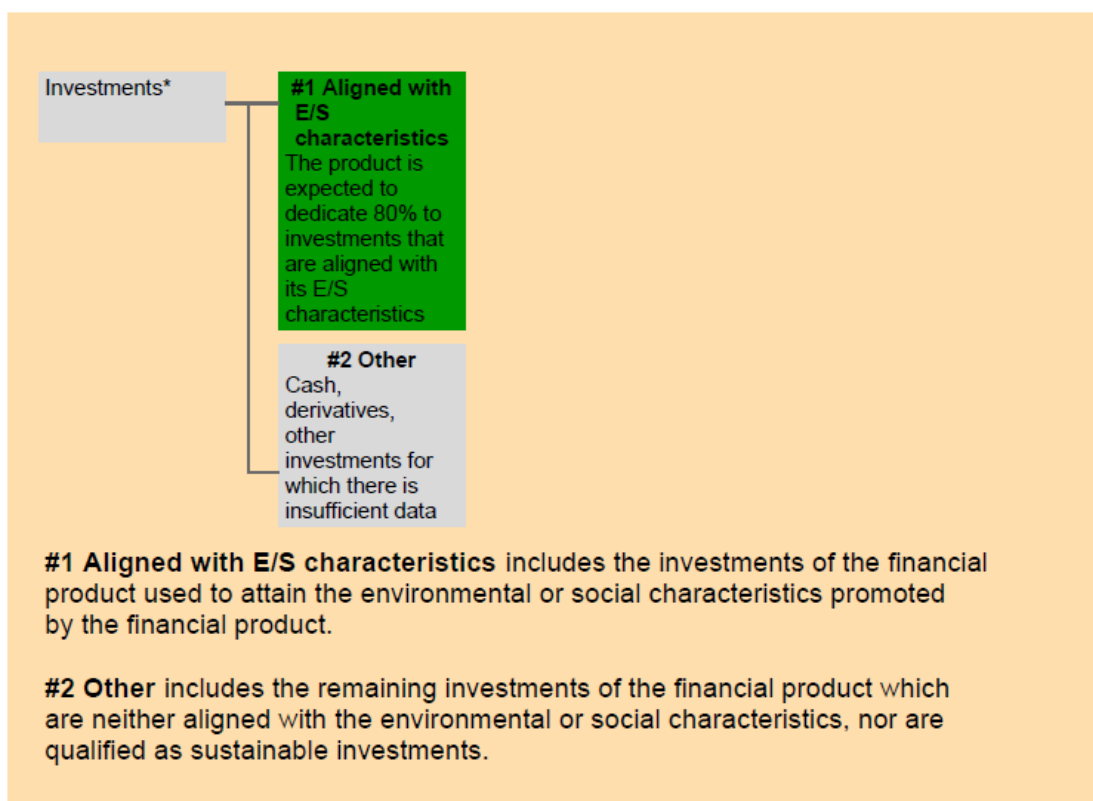 Investments*
#1 Aligned with
E/S
characteristics
The product is
expected to
dedicate 80% to
investments that
are aligned with
its E/S
characteristics
#2 Other
Cash,
derivatives,
other
investments for
which there is
insufficient data
#1 Aligned with E/S characteristics includes the investments of the financial
product used to attain the environmental or social characteristics promoted
by the financial product.
#2 Other includes the remaining investments of the financial product which
are neither aligned with the environmental or social characteristics, nor are
qualified as sustainable investments.